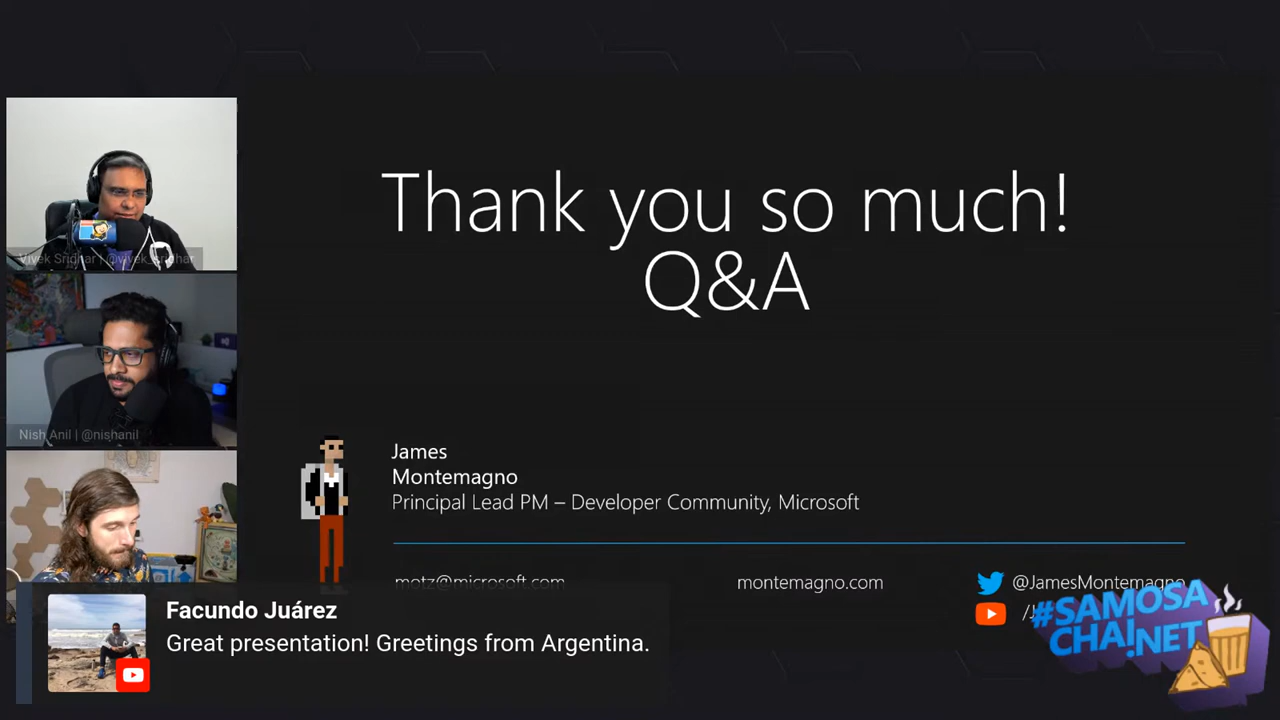 Thank you so much!
Q&A
Vivek Sridhar | @vivek_sridhar
Nish Anil | @nishanil
James
Montemagno
Principal Lead PM – Developer Community, Microsoft
motz@microsoft.com
montemagno.com
@JamesMontemagno
Facundo Juárez
Great presentation! Greetings from Argentina.
#SAMOSA
CHAI.NET